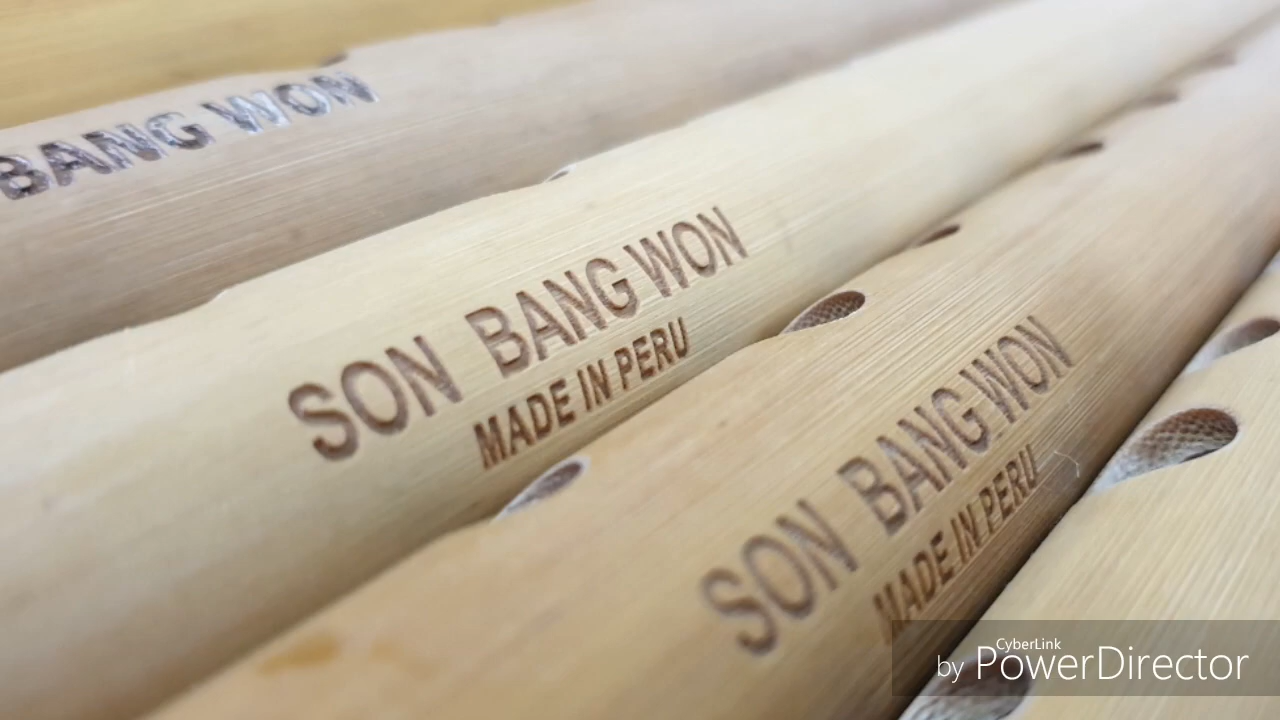 BANG WON
SON BANG WON
MADE IN PERU
SON BANG WON
MADE IN PERU
CyberLink
by PowerDirector